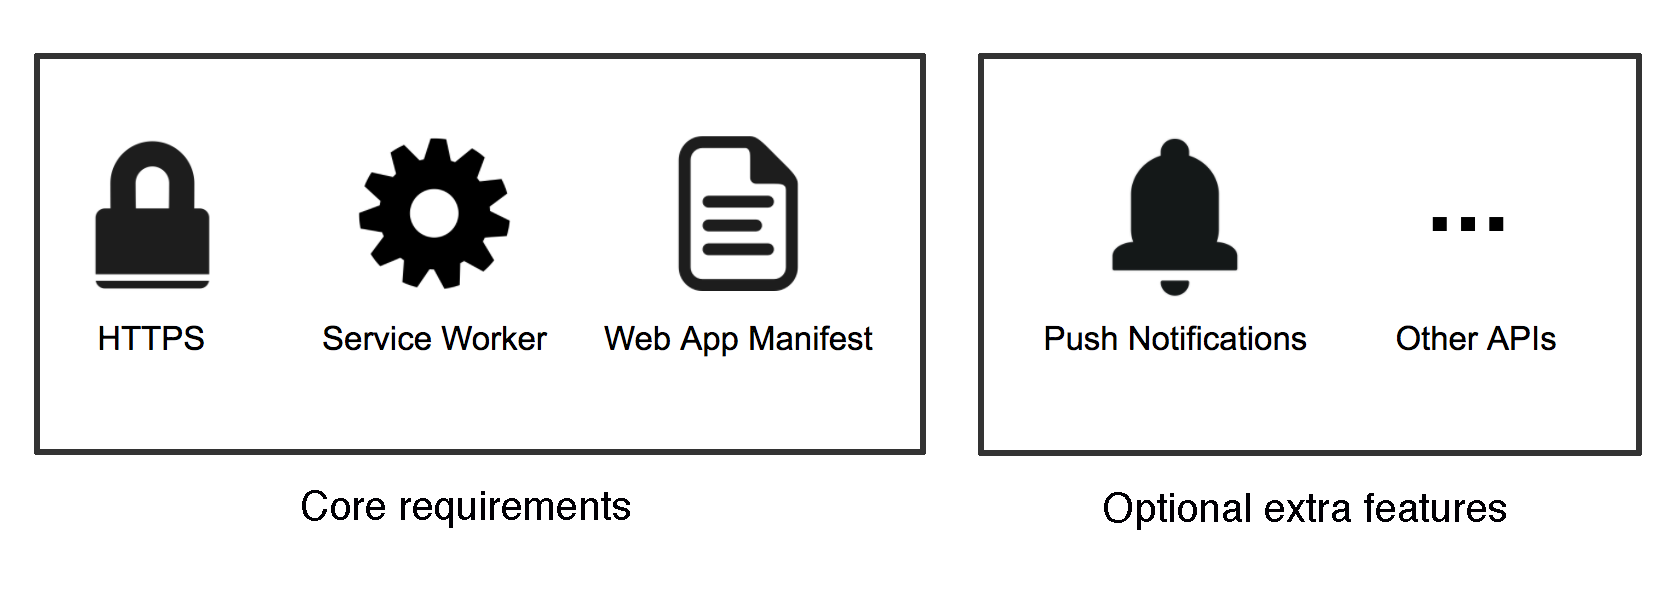 HTTPS
Service Worker
Web App Manifest
Core requirements
Push Notifications
...
Other APIs
Optional extra features